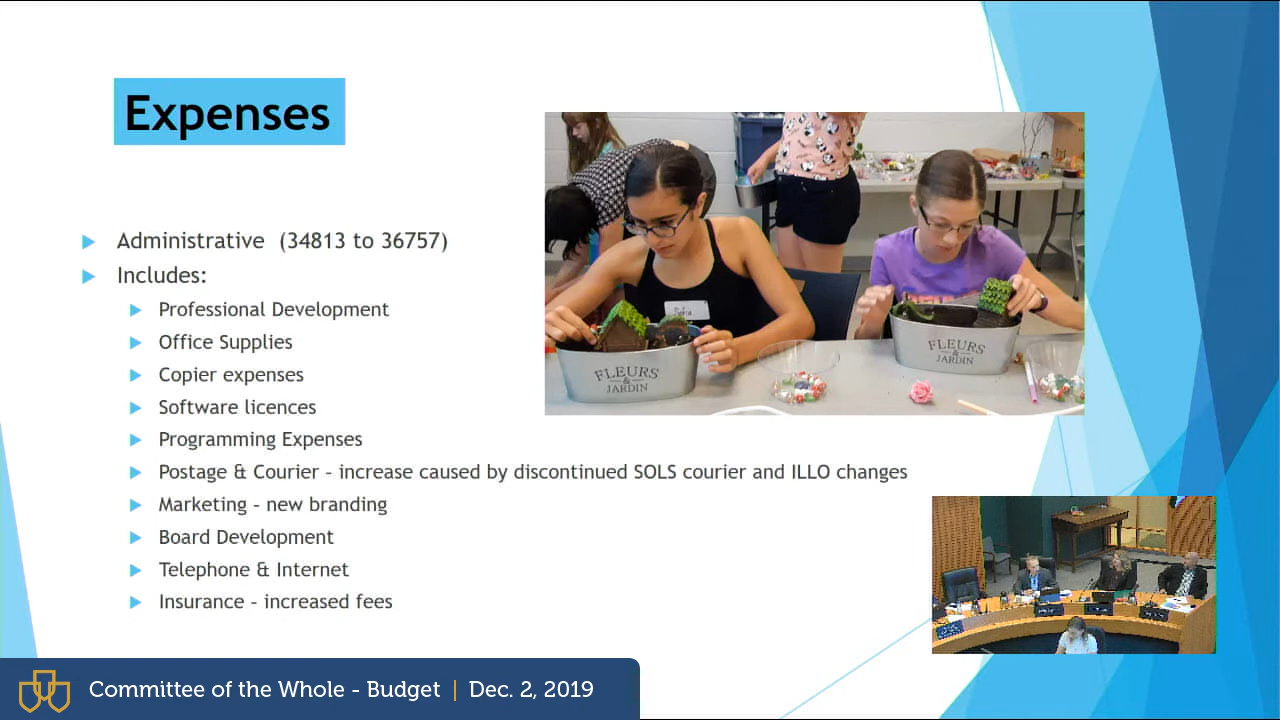 Expenses
Administrative (34813 to 36757)
Includes:
Professional Development
Office Supplies
Copier expenses
Software licences
Programming Expenses
Postage & Courier – increase caused by discontinued SOLS courier and ILLO changes
Marketing – new branding
Board Development
Telephone & Internet
Insurance – increased fees
FLEURS
&
JARDIN
FLEURS
&
JARDIN
Committee of the Whole - Budget | Dec. 2, 2019